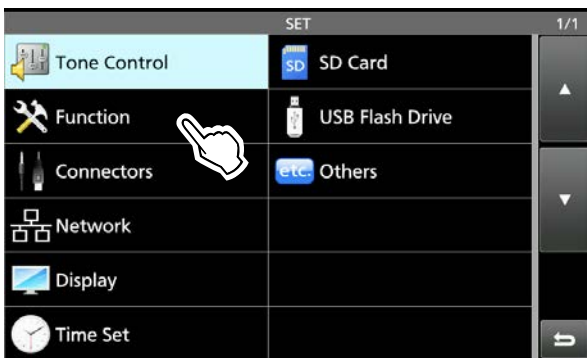 SET 1/1
Tone Control
SD SD Card
Function
USB Flash Drive
Connectors
etc. Others
Network
Display
Time Set